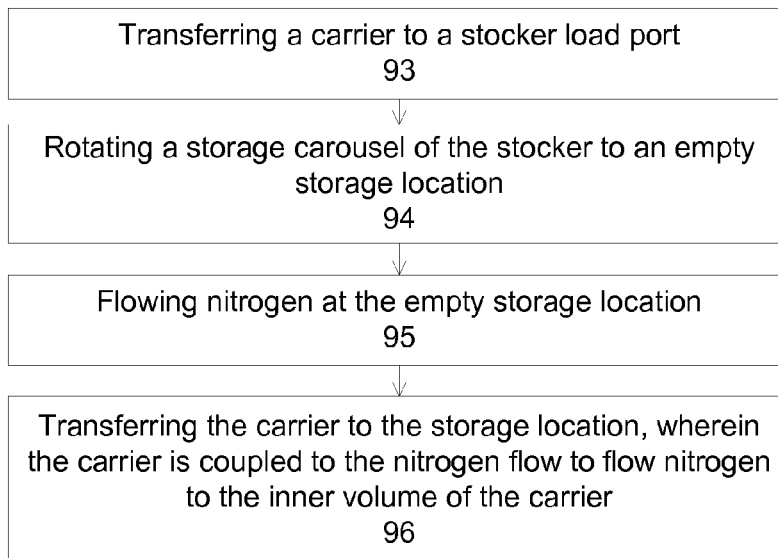 Transferring a carrier to a stocker load port
93
Rotating a storage carousel of the stocker to an empty
storage location
94
Flowing nitrogen at the empty storage location
95
Transferring the carrier to the storage location, wherein
the carrier is coupled to the nitrogen flow to flow nitrogen
to the inner volume of the carrier
96